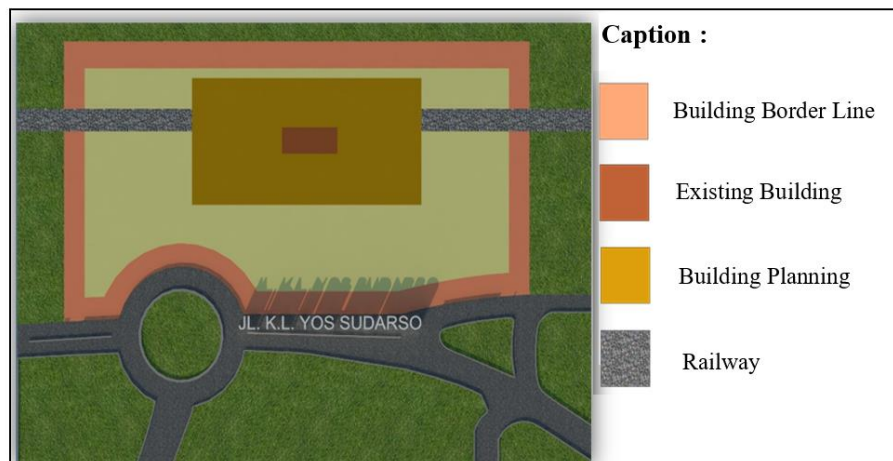 Caption :
Building Border Line
Existing Building
Building Planning
Railway
JL. K.L. YOS SUDARSO